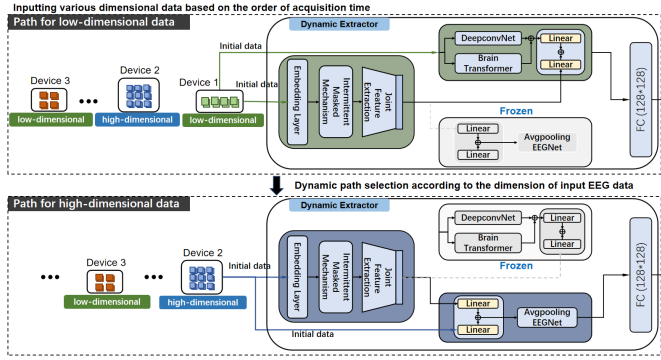 Inputting various dimensional data based on the order of acquisition time
Path for low-dimensional data
Dynamic Extractor
Initial data
DeepconvNet
Brain
Transformer
Linear
Linear
Device 3
Device 2
Device 1
Initial data
low-dimensional
high-dimensional
low-dimensional
Embedding Layer
Intermittent
Masked
Mechanism
Joint
Feature
Extraction
Frozen
Linear
Linear
Avgpooling
EEGNet
FC (128*128)
Dynamic path selection according to the dimension of input EEG data
Path for high-dimensional data
Dynamic Extractor
DeepconvNet
Brain
Transformer
Linear
Linear
Frozen
Device 3
Device 2
Initial data
low-dimensional
high-dimensional
Embedding Layer
Intermittent
Masked
Mechanism
Joint
Feature
Extraction
Initial data
Linear
Linear
Avgpooling
EEGNet
FC (128*128)